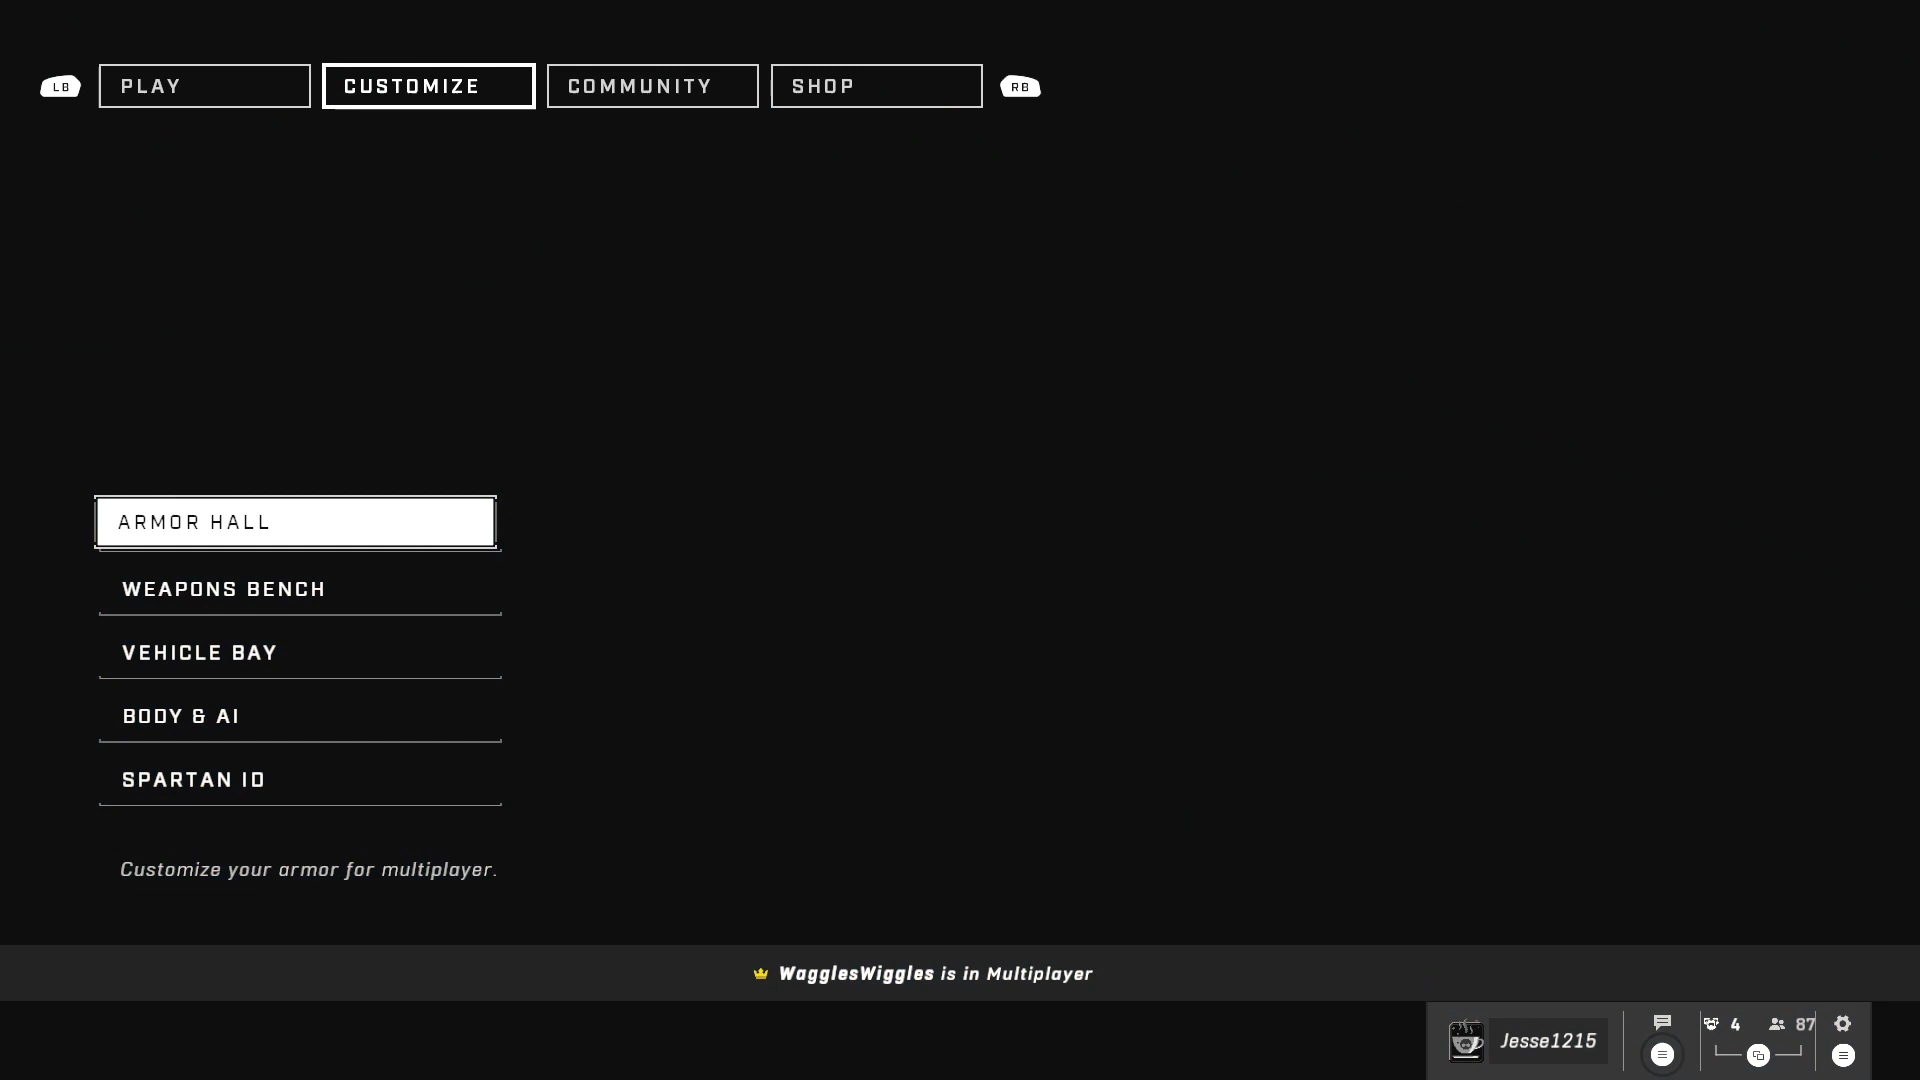 LB
PLAY
CUSTOMIZE
COMMUNITY
SHOP
RB
ARMOR HALL
WEAPONS BENCH
VEHICLE BAY
BODY & AI
SPARTAN ID
Customize your armor for multiplayer.
WagglesWiggles is in Multiplayer
Jesse1215
4
87